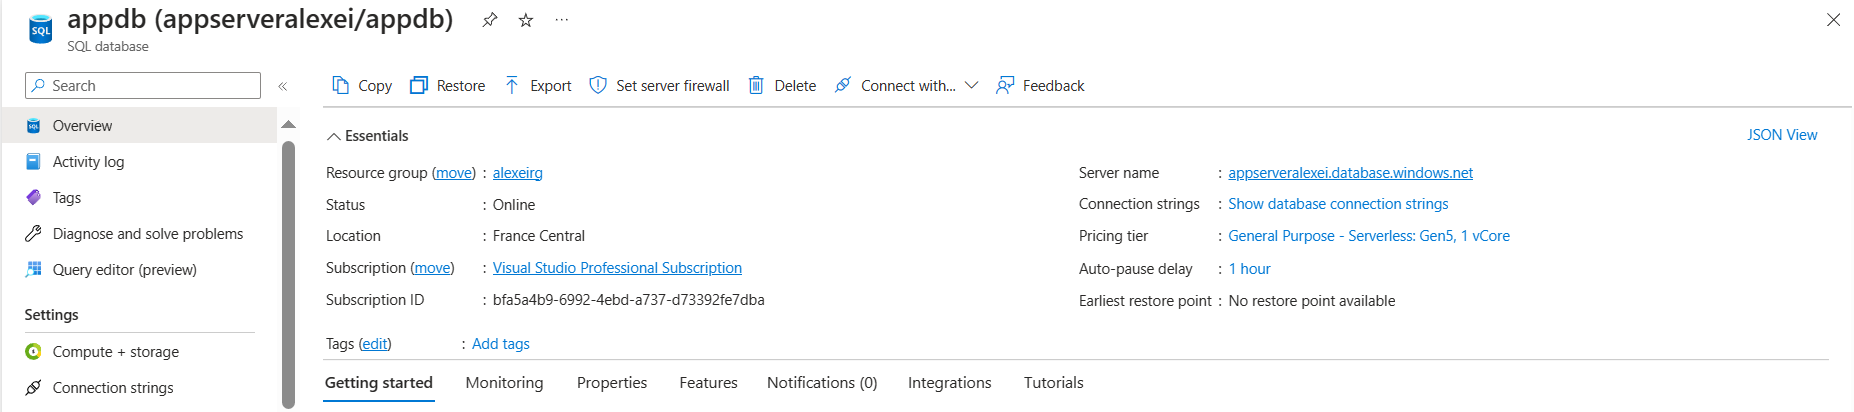 appdb (appserveralexei/appdb)
SQL database
Search
Overview
Activity log
Tags
Diagnose and solve problems
Query editor (preview)
Settings
Compute + storage
Connection strings
Copy Restore Export Set server firewall Delete Connect with... Feedback
Essentials
JSON View
Resource group (move) : alexeirg
Status : Online
Location : France Central
Subscription (move) : Visual Studio Professional Subscription
Subscription ID : bfa5a4b9-6992-4ebd-a737-d73392fe7dba
Server name : appserveralexei.database.windows.net
Connection strings : Show database connection strings
Pricing tier : General Purpose - Serverless: Gen5, 1 vCore
Auto-pause delay : 1 hour
Earliest restore point : No restore point available
Tags (edit) : Add tags
Getting started Monitoring Properties Features Notifications (0) Integrations Tutorials